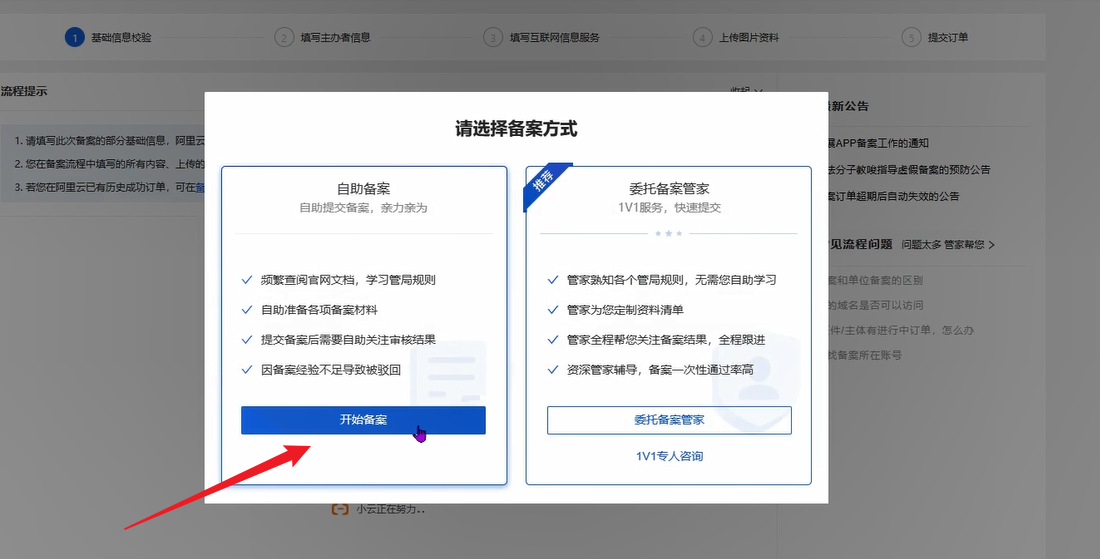 1 基础信息校验 2 填写主办者信息 3 填写互联网信息服务 4 上传图片资料 5 提交订单
流程提示
1. 请填写此次备案的部分基础信息，阿里云
2. 您在备案流程中填写的所有内容、上传的
3. 若您在阿里云已有历史成功订单，可在备
请选择备案方式
自助备案
自助提交备案，亲力亲为
频繁查阅官网文档，学习管局规则
自助准备各项备案材料
提交备案后需要自助关注审核结果
因备案经验不足导致被驳回
开始备案
推荐
委托备案管家
1V1服务，快速提交
管家熟知各个管局规则，无需您自助学习
管家为您定制资料清单
管家全程帮您关注备案结果，全程跟进
资深管家辅导，备案一次性通过率高
委托备案管家
1V1专人咨询
小云正在努力..
新公告
展APP备案工作的通知
法分子教唆指导虚假备案的预防公告
案订单超期后自动失效的公告
见流程问题 问题太多 管家帮您
案和单位备案的区别
的域名是否可以访问
件/主体有进行中订单，怎么办
找备案所在账号